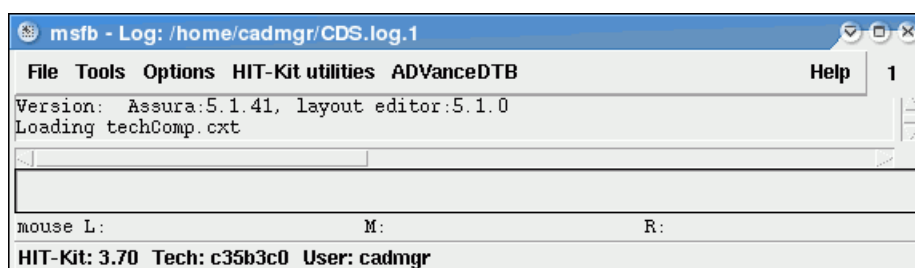 msfb - Log: /home/cadmgr/CDS.log.1
File Tools Options HIT-Kit utilities ADVanceDTB Help 1
Version: Assura:5.1.41, layout editor:5.1.0
Loading techComp.cxt
mouse L: M: R:
HIT-Kit: 3.70 Tech: c35b3c0 User: cadmgr